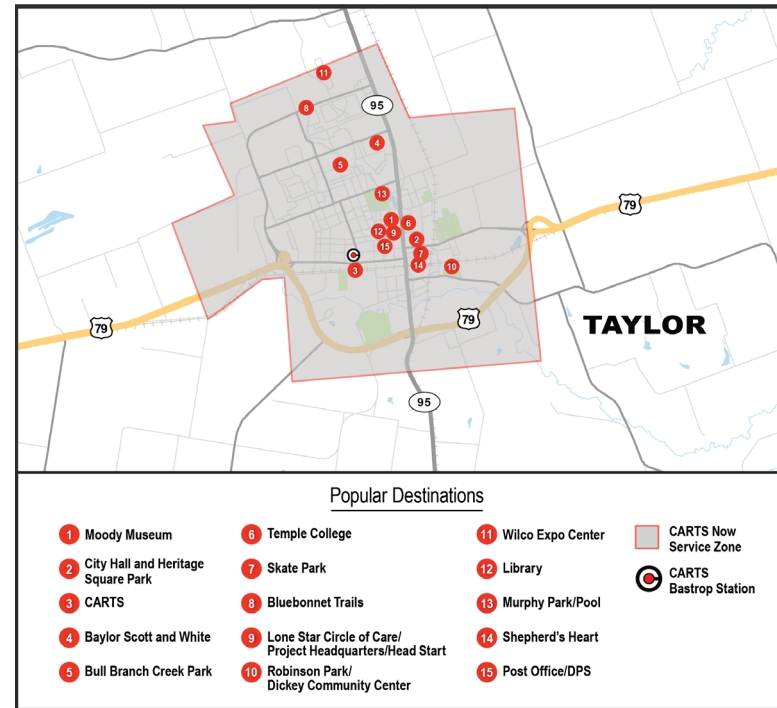 11
95
8
4
5
13
79
1
6
12
9
2
15
7
3
14
10
79
79
TAYLOR
95
Popular Destinations
1 Moody Museum
2 City Hall and Heritage
Square Park
3 CARTS
4 Baylor Scott and White
5 Bull Branch Creek Park
6 Temple College
7 Skate Park
8 Bluebonnet Trails
9 Lone Star Circle of Care/
Project Headquarters/Head Start
10 Robinson Park/
Dickey Community Center
11 Wilco Expo Center
12 Library
13 Murphy Park/Pool
14 Shepherd's Heart
15 Post Office/DPS
CARTS Now
Service Zone
CARTS
Bastrop Station